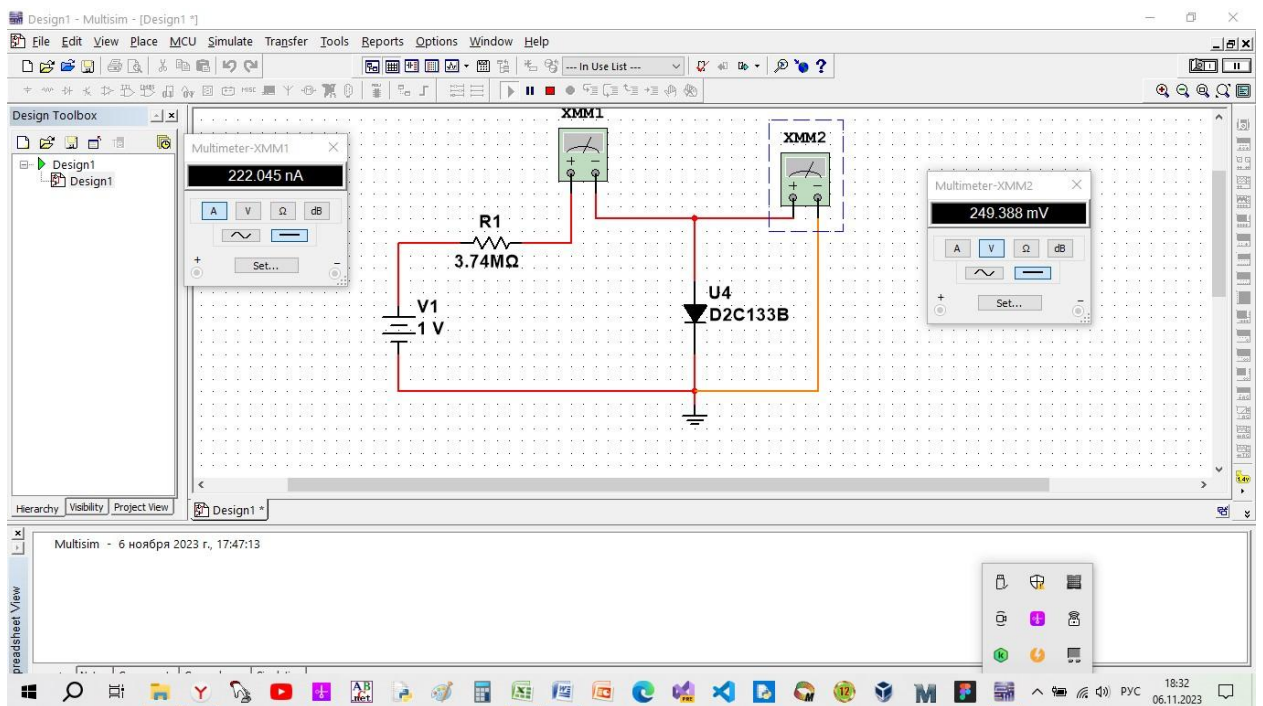 Design1 - Multisim - [Design1 *]
File Edit View Place MCU Simulate Transfer Tools Reports Options Window Help
--- In Use List ---
Design Toolbox
Design1
Design1
Hierarchy Visibility Project View
Multimeter-XMM1
222.045 nA
A V Ω dB
+ Set... -
XMM1
+ -
XMM2
+ -
R1
3.74MΩ
V1
1 V
U4
D2C133B
Multimeter-XMM2
249.388 mV
A V Ω dB
+ Set... -
Design1 *
Multisim - 6 ноября 2023 г., 17:47:13
18:32
РУС
06.11.2023